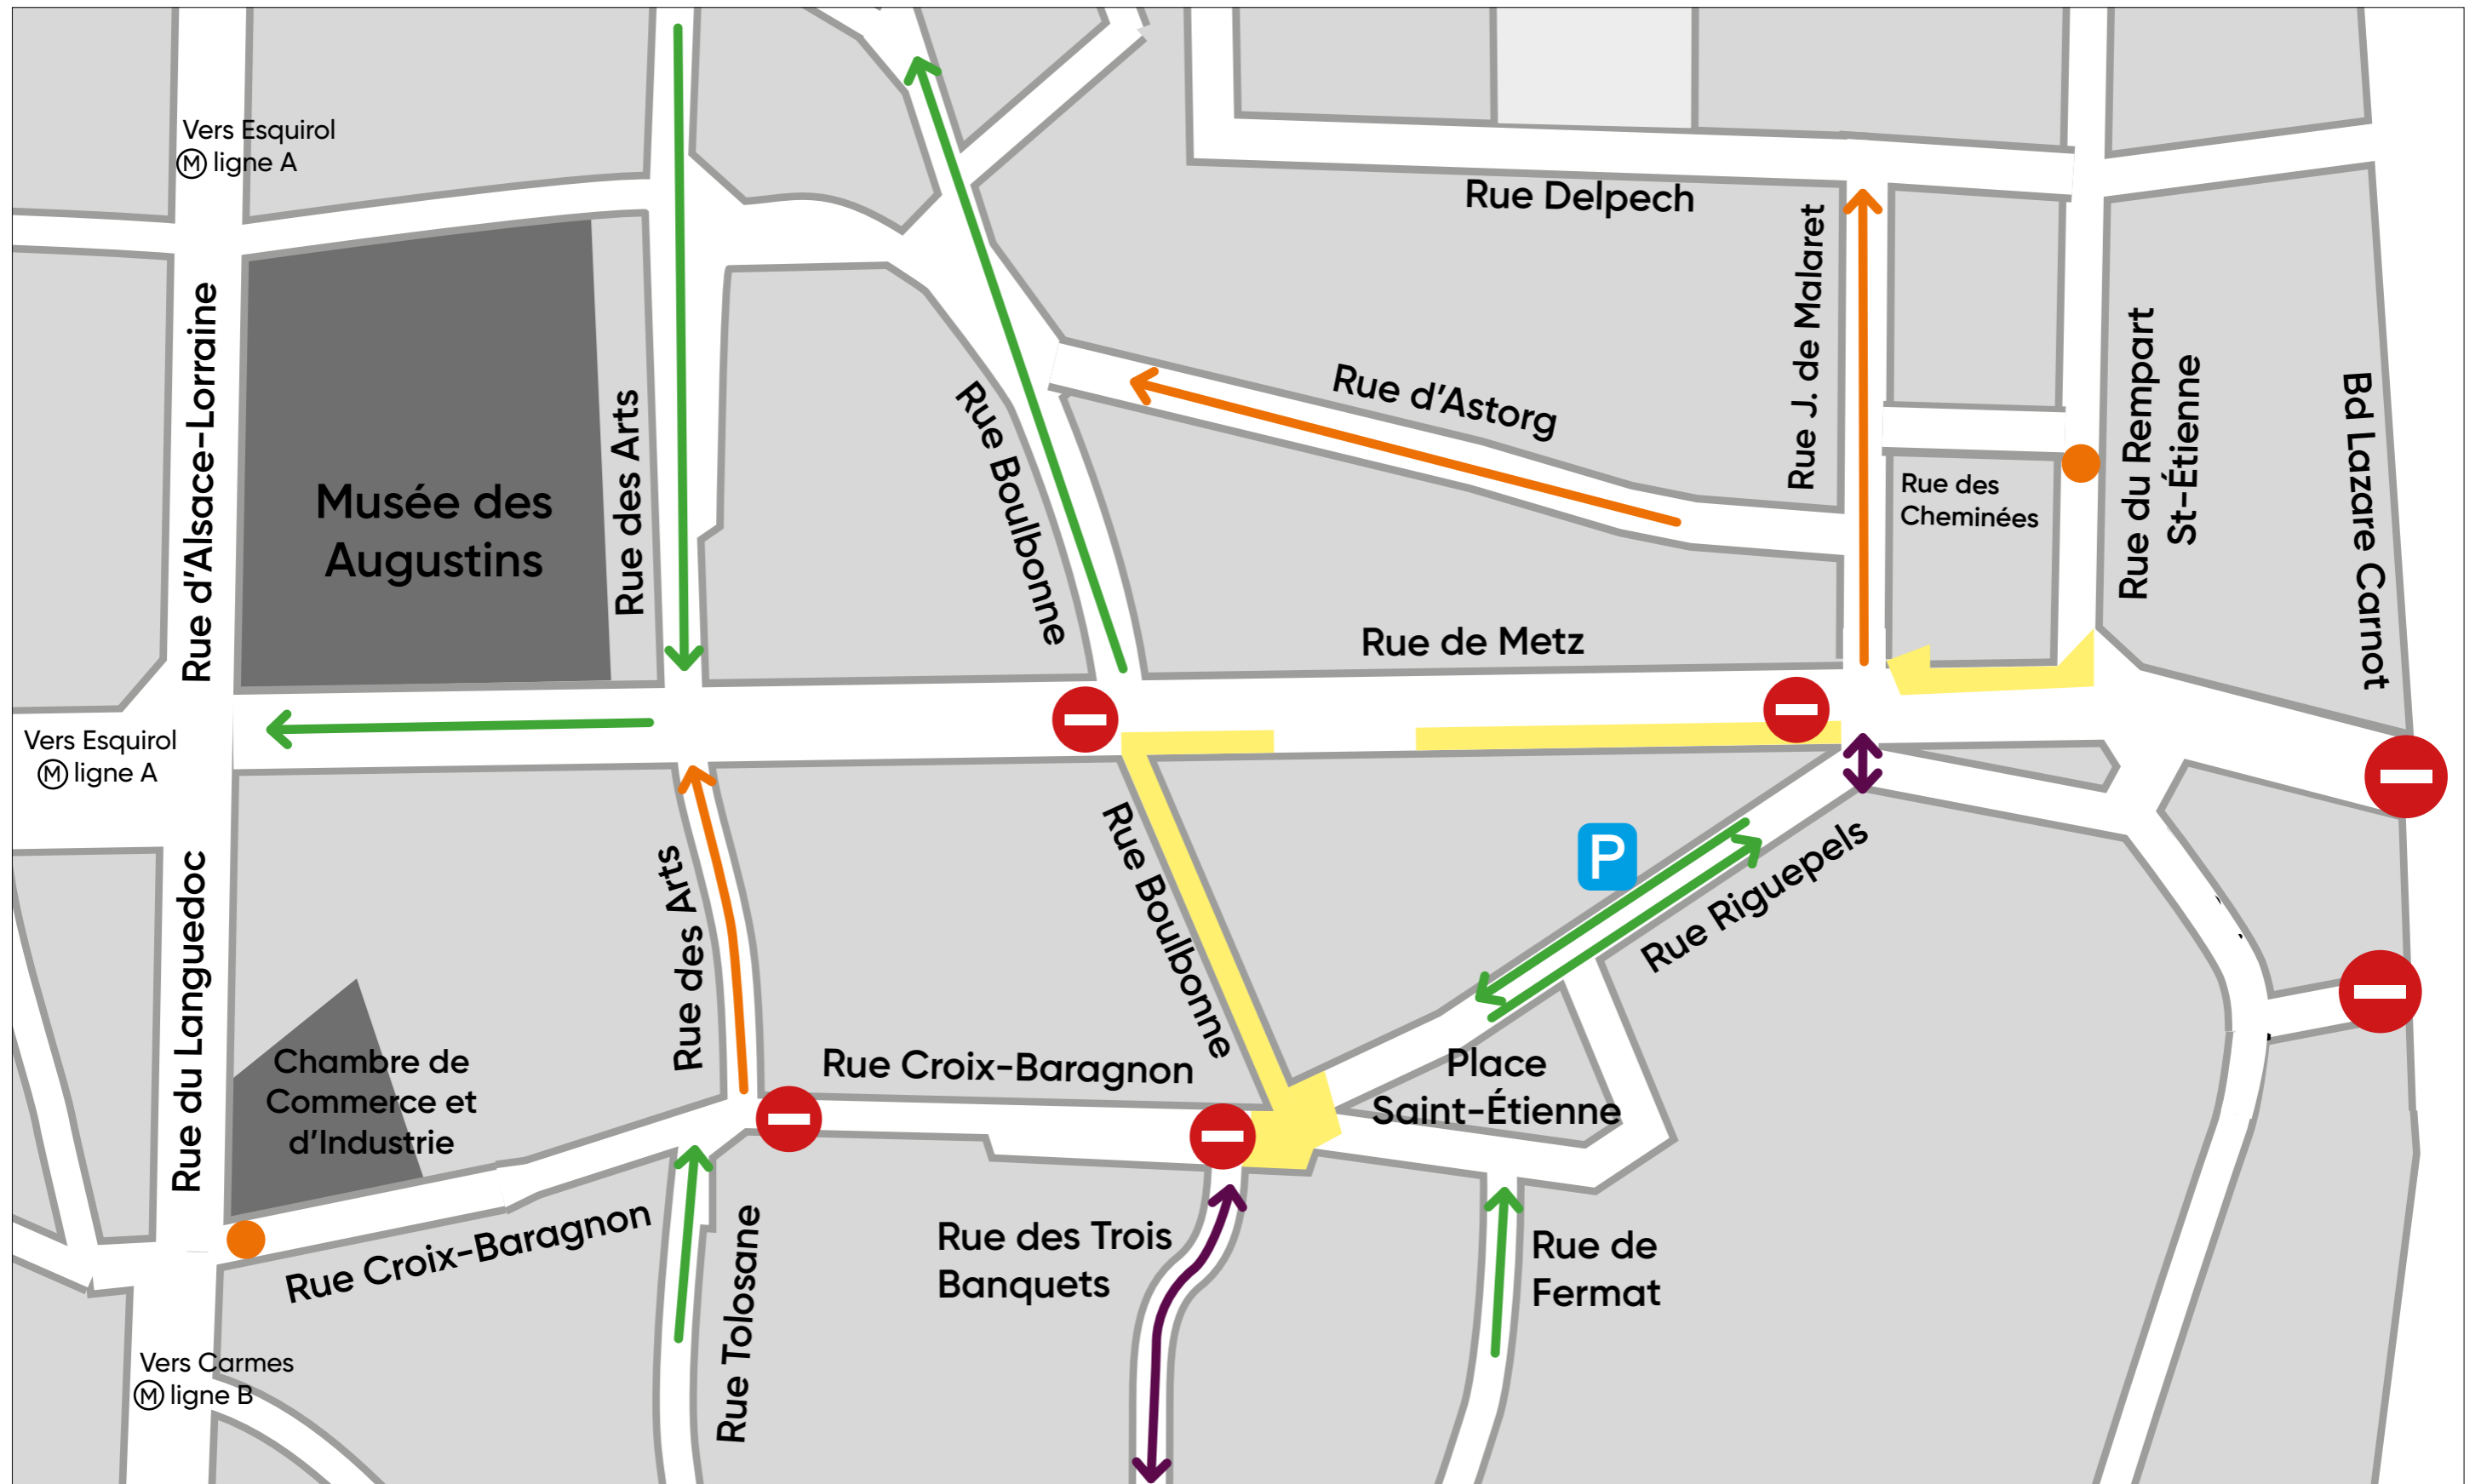 Vers Esquirol
M ligne A
Rue Delpech
Rue J. de Malaret
Rue d'Alsace-Lorraine
Rue des Arts
Musée des
Augustins
Rue Boulbonne
Rue d'Astorg
Rue des
Cheminées
Rue du Rempart
St-Étienne
Bd Lazare Carnot
Rue de Metz
Vers Esquirol
M ligne A
Rue du Languedoc
Rue des Arts
Rue Boulbonne
P
Rue Riguepels
Chambre de
Commerce et
d'Industrie
Rue Croix-Baragnon
Place
Saint-Étienne
Rue Croix-Baragnon
Rue Tolosane
Rue des Trois
Banquets
Rue de
Fermat
Vers Carmes
M ligne B